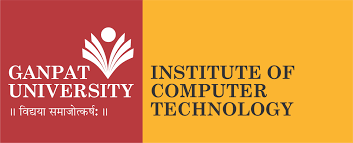 GANPAT
UNIVERSITY
॥ विद्यया समाजोत्कर्षः ॥
INSTITUTE OF
COMPUTER
TECHNOLOGY